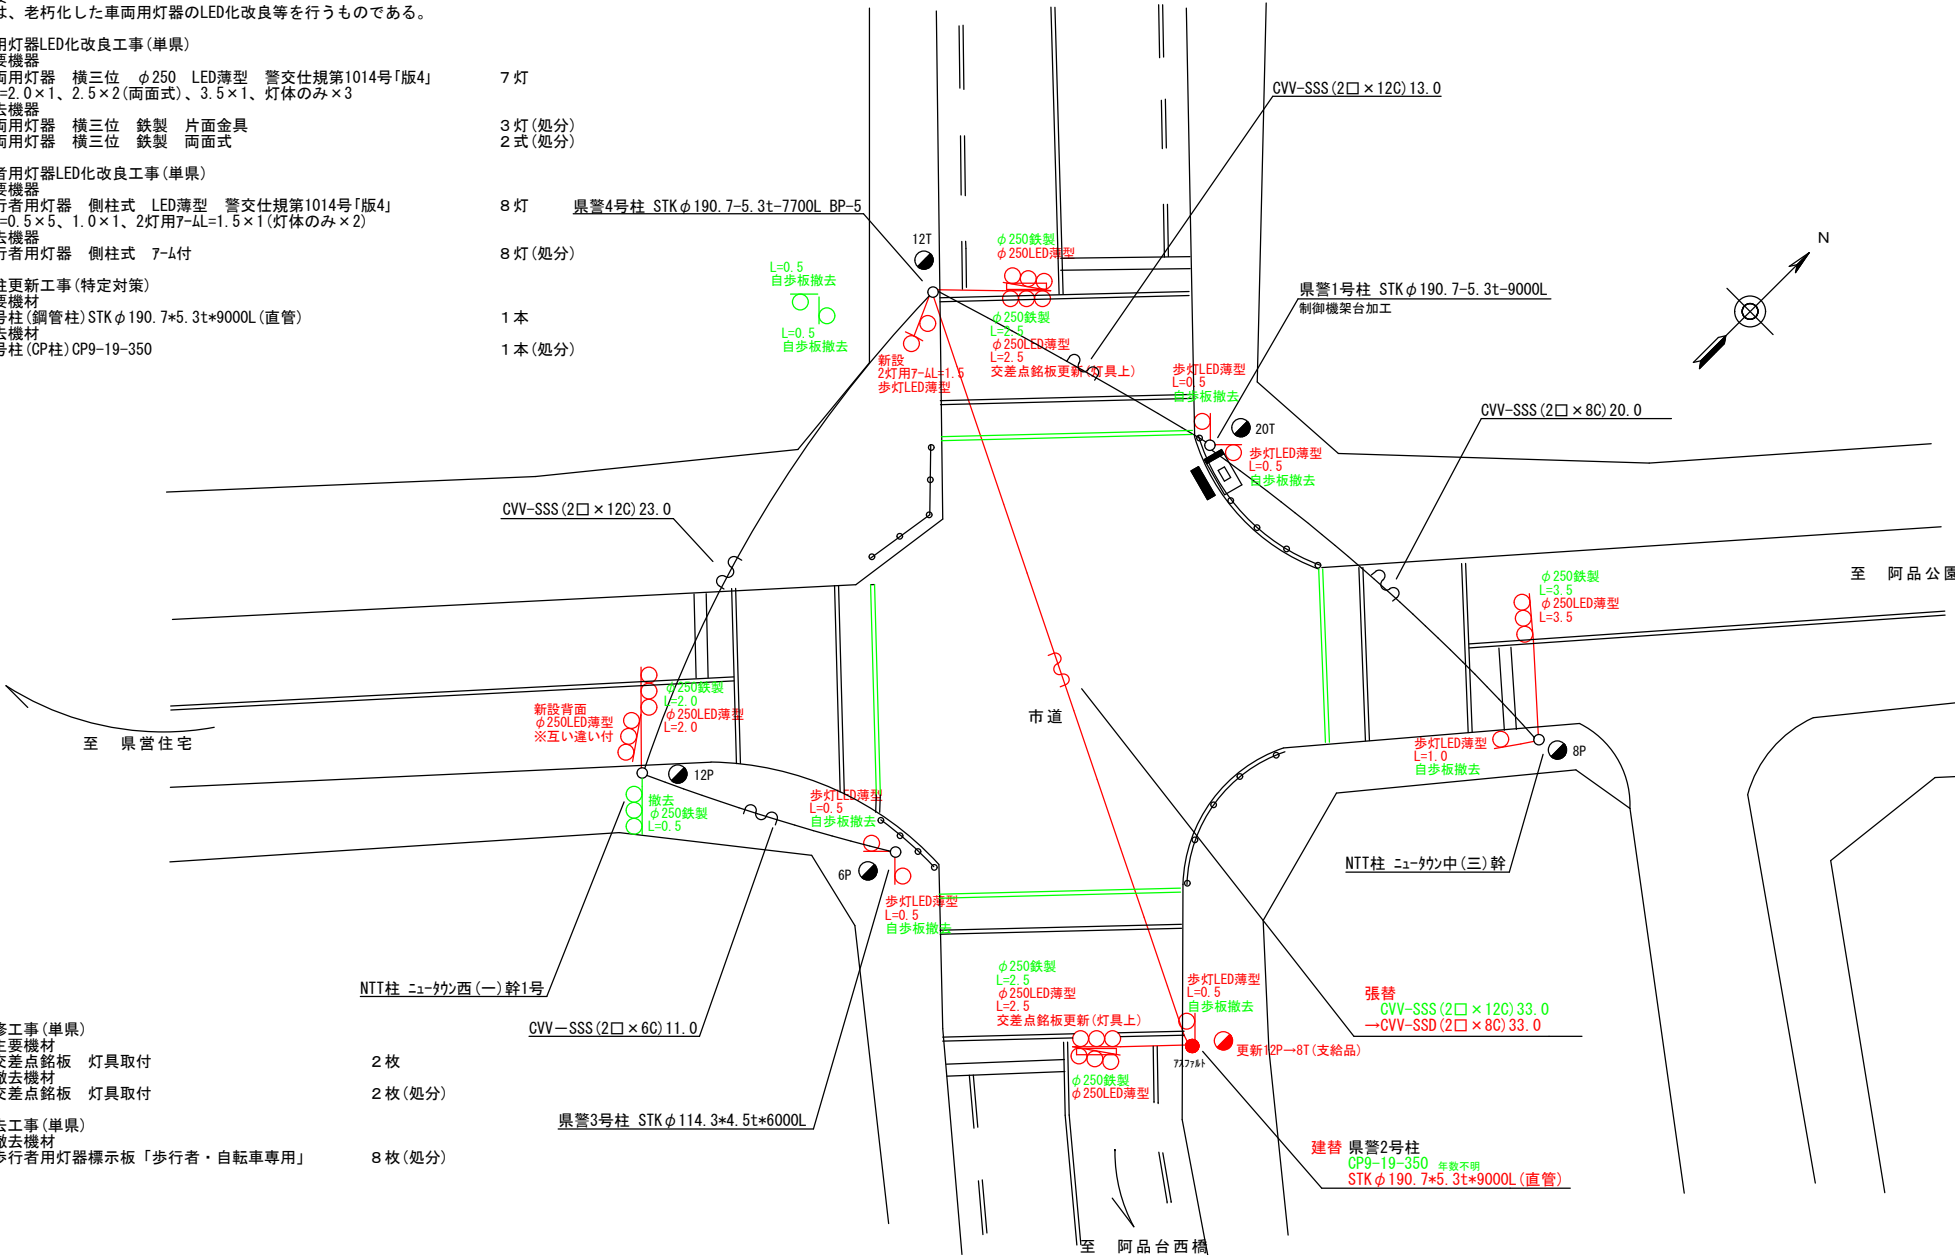 は、老朽化した車両用灯器のLED化改良等を行うものである。
用灯器LED化改良工事(単県)
要機器
両用灯器 横三位 φ250 LED薄型 警交仕規第1014号「版4」 7灯
=2.0×1、2.5×2(両面式)、3.5×1、灯体のみ×3
去機器
両用灯器 横三位 鉄製 片面金具 3灯(処分)
両用灯器 横三位 鉄製 両面式 2式(処分)
者用灯器LED化改良工事(単県)
要機器
行者用灯器 側柱式 LED薄型 警交仕規第1014号「版4」 8灯
=0.5×5、1.0×1、2灯用アームL=1.5×1(灯体のみ×2)
去機器
行者用灯器 側柱式 アーム付 8灯(処分)
柱更新工事(特定対策)
要機材
号柱(鋼管柱)STKφ190.7*5.3t*9000L(直管) 1本
去機材
号柱(CP柱)CP9-19-350 1本(処分)
県警4号柱 STKφ190.7-5.3t-7700L BP-5
12T
L=0.5
自歩板撤去
L=0.5
自歩板撤去
新設
2灯用アームL=1.5
歩灯LED薄型
φ250鉄製
φ250LED薄型
φ250鉄製
L=2.5
φ250LED薄型
L=2.5
交差点銘板更新(灯具上)
CVV-SSS(2□×12C)13.0
県警1号柱 STKφ190.7-5.3t-9000L
制御機架台加工
N
歩灯LED薄型
L=0.5
自歩板撤去
20T
歩灯LED薄型
L=0.5
自歩板撤去
CVV-SSS(2□×8C)20.0
CVV-SSS(2□×12C)23.0
至 阿品公園
φ250鉄製
L=3.5
φ250LED薄型
L=3.5
市道
至 県営住宅
新設背面
φ250LED薄型
※互い違い付
φ250鉄製
L=2.0
φ250LED薄型
L=2.0
12P
撤去
φ250鉄製
L=0.5
歩灯LED薄型
L=0.5
自歩板撤去
6P
歩灯LED薄型
L=0.5
自歩板撤去
歩灯LED薄型
L=1.0
自歩板撤去
8P
NTT柱 ニュータウン中(三)幹
NTT柱 ニュータウン西(一)幹1号
CVV-SSS(2□×6C)11.0
県警3号柱 STKφ114.3*4.5t*6000L
φ250鉄製
L=2.5
φ250LED薄型
L=2.5
交差点銘板更新(灯具上)
φ250鉄製
φ250LED薄型
歩灯LED薄型
L=0.5
自歩板撤去
アスファルト
更新12P→8T(支給品)
張替
CVV-SSS(2□×12C)33.0
→CVV-SSD(2□×8C)33.0
建替 県警2号柱
CP9-19-350 年数不明
STKφ190.7*5.3t*9000L(直管)
至 阿品台西橋
修工事(単県)
主要機材
交差点銘板 灯具取付 2枚
撤去機材
交差点銘板 灯具取付 2枚(処分)
去工事(単県)
撤去機材
歩行者用灯器標示板「歩行者・自転車専用」 8枚(処分)